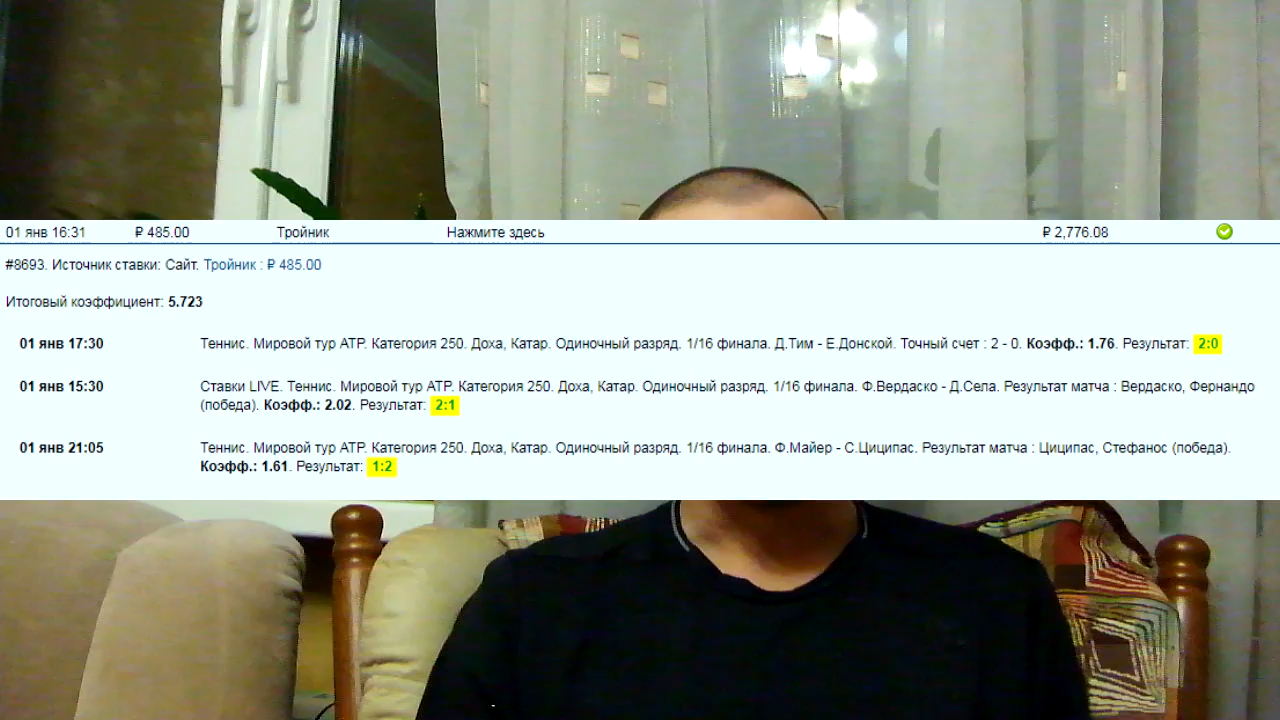 01 янв 16:31 ₽ 485.00 Тройник Нажмите здесь ₽ 2,776.08
#8693. Источник ставки: Сайт. Тройник : ₽ 485.00
Итоговый коэффициент: 5.723
01 янв 17:30 Теннис. Мировой тур ATP. Категория 250. Доха, Катар. Одиночный разряд. 1/16 финала. Д.Тим - Е.Донской. Точный счет : 2 - 0. Коэфф.: 1.76. Результат: 2:0
01 янв 15:30 Ставки LIVE. Теннис. Мировой тур ATP. Категория 250. Доха, Катар. Одиночный разряд. 1/16 финала. Ф.Вердаско - Д.Села. Результат матча : Вердаско, Фернандо
(победа). Коэфф.: 2.02. Результат: 2:1
01 янв 21:05 Теннис. Мировой тур ATP. Категория 250. Доха, Катар. Одиночный разряд. 1/16 финала. Ф.Майер - С.Циципас. Результат матча : Циципас, Стефанос (победа).
Коэфф.: 1.61. Результат: 1:2